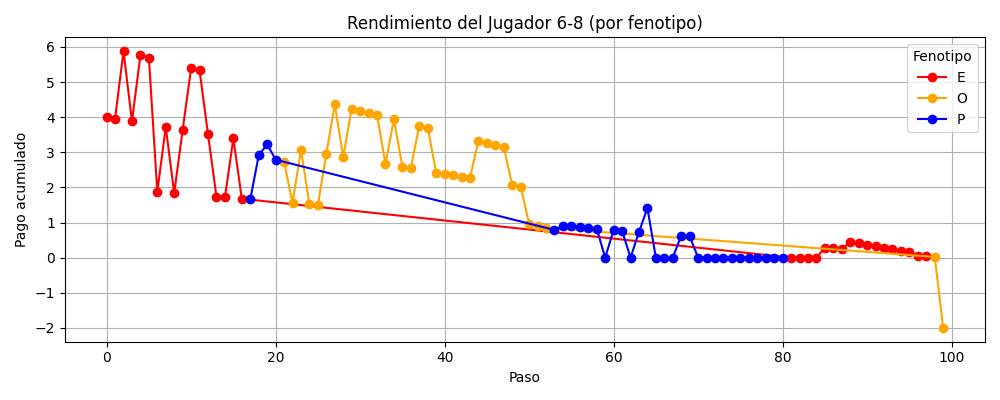 Rendimiento del Jugador 6-8 (por fenotipo)
Pago acumulado
6
5
4
3
2
1
0
−1
−2
0 20 40 60 80 100
Paso
Fenotipo
E
O
P